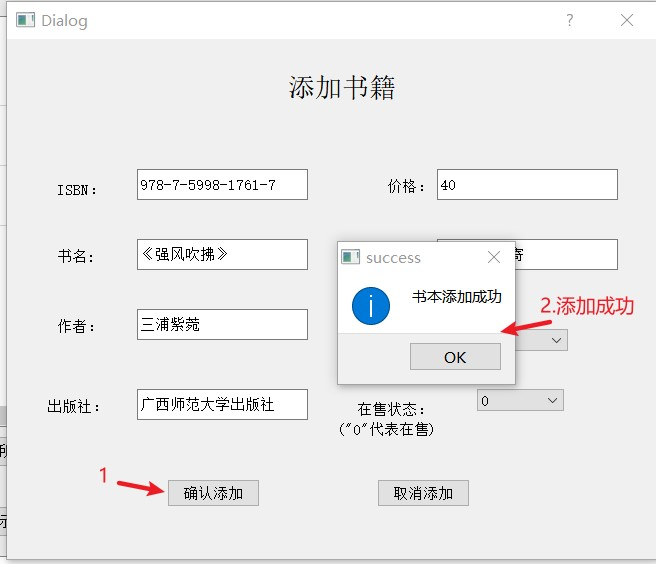 Dialog
添加书籍
ISBN：
978-7-5998-1761-7
价格：
40
书名：
《强风吹拂》
success
书本添加成功
OK
2.添加成功
作者：
三浦紫菀
出版社：
广西师范大学出版社
在售状态：
("0"代表在售)
0
1
确认添加
取消添加